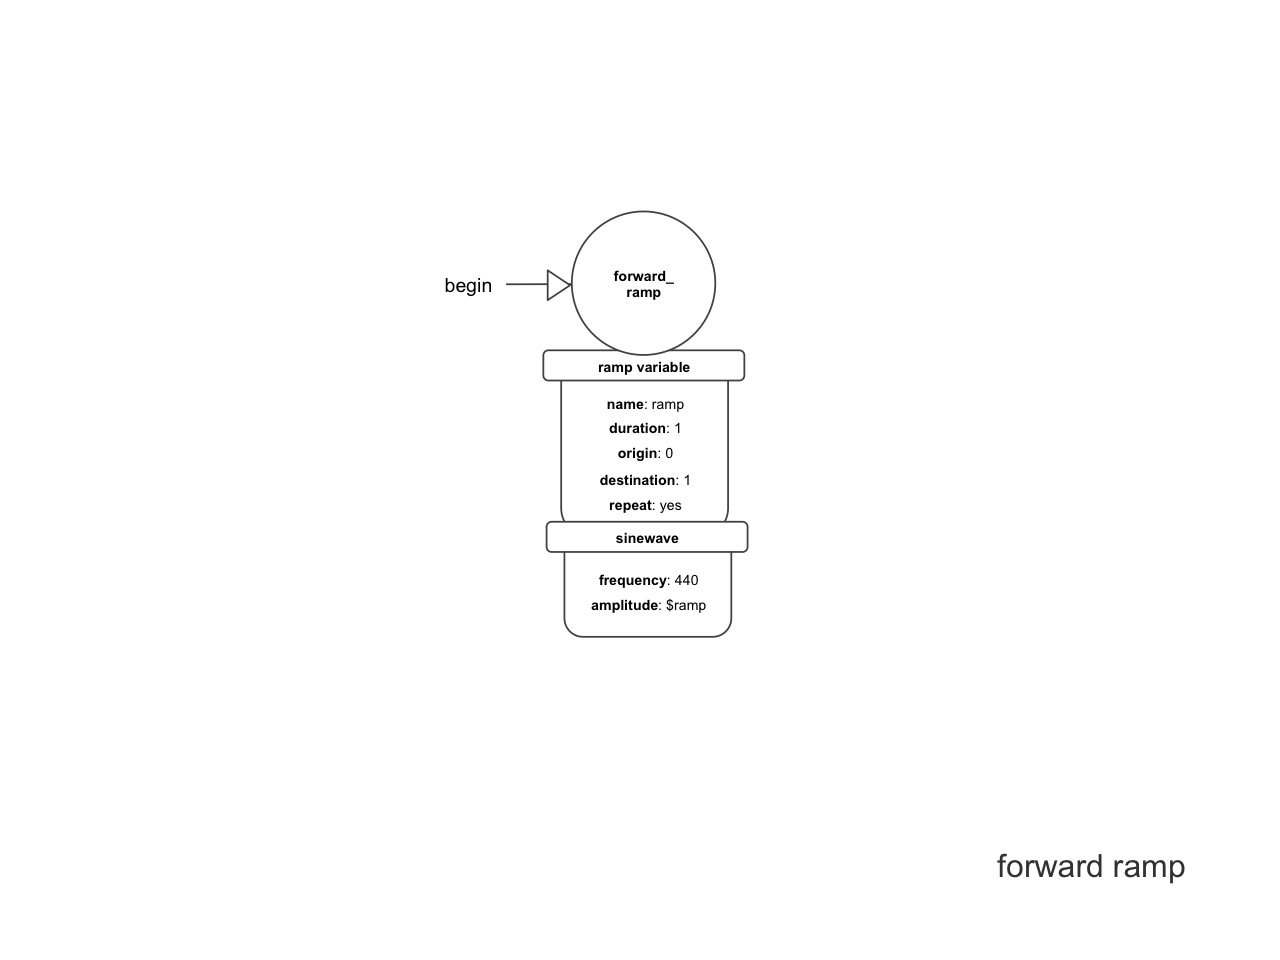 begin
forward_
ramp
ramp variable
name: ramp
duration: 1
origin: 0
destination: 1
repeat: yes
sinewave
frequency: 440
amplitude: $ramp
forward ramp